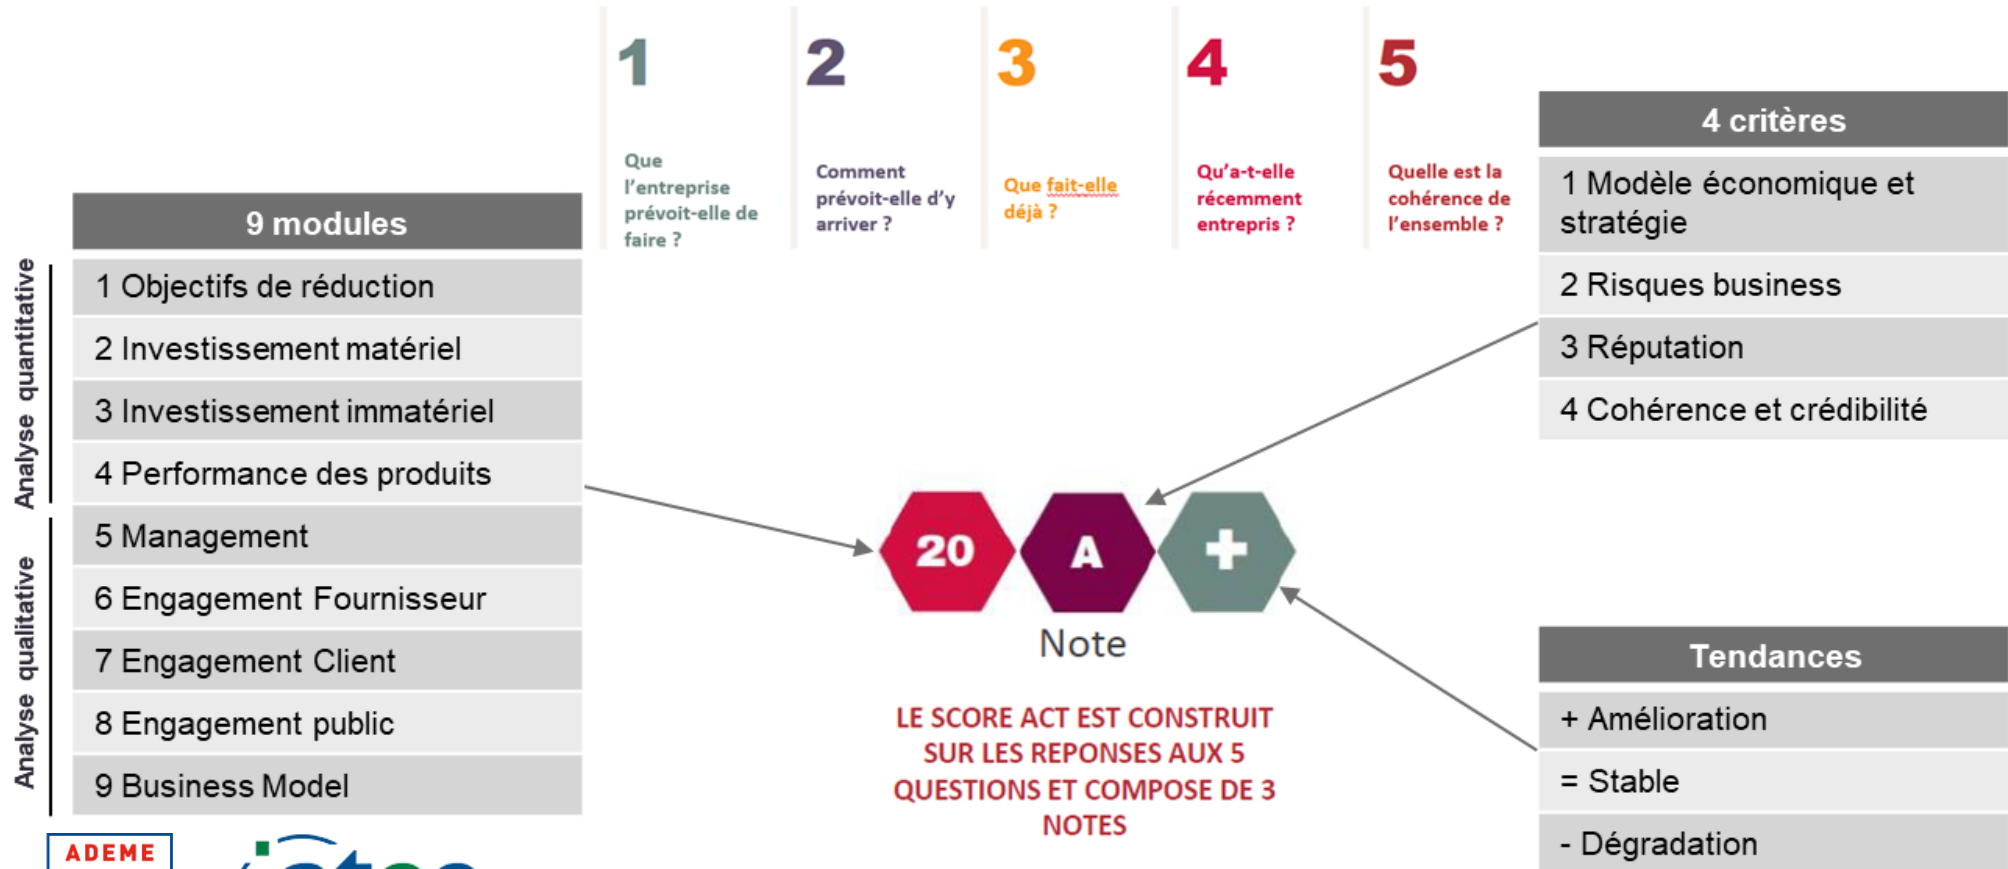 1
Que
l'entreprise
prévoit-elle de
faire ?
2
Comment
prévoit-elle d'y
arriver ?
3
Que fait-elle
déjà ?
4
Qu'a-t-elle
récemment
entrepris ?
5
Quelle est la
cohérence de
l'ensemble ?
9 modules
Analyse quantitative
1 Objectifs de réduction
2 Investissement matériel
3 Investissement immatériel
4 Performance des produits
Analyse qualitative
5 Management
6 Engagement Fournisseur
7 Engagement Client
8 Engagement public
9 Business Model
4 critères
1 Modèle économique et
stratégie
2 Risques business
3 Réputation
4 Cohérence et crédibilité
20
A
+
Note
LE SCORE ACT EST CONSTRUIT
SUR LES REPONSES AUX 5
QUESTIONS ET COMPOSE DE 3
NOTES
Tendances
+ Amélioration
= Stable
- Dégradation
ADEME